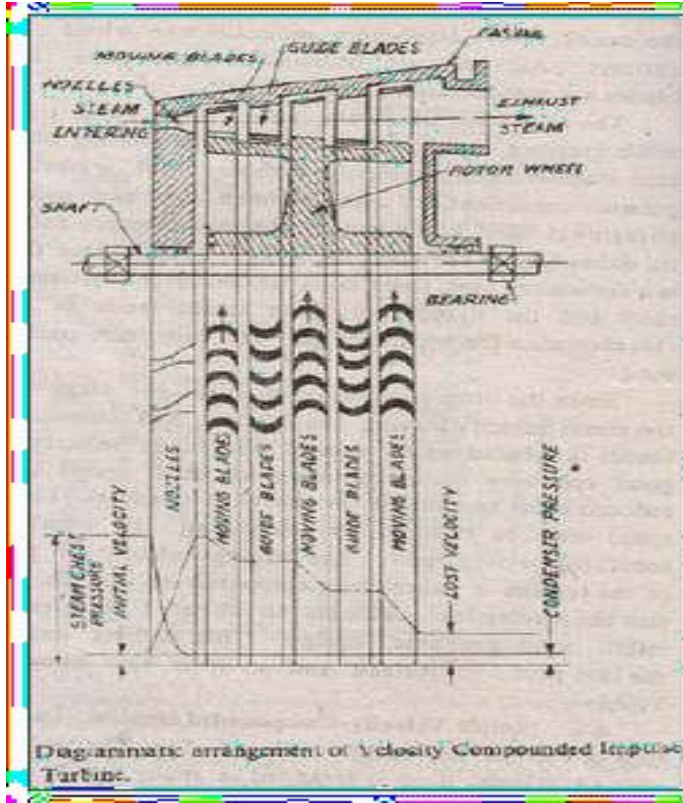 CASING
MOVING BLADES
GUIDE BLADES
NOZZLES
STEAM
ENTERING
EXHAUST
STEAM
ROTOR WHEEL
SHAFT
BEARING
NOZZLES
MOVING BLADES
GUIDE BLADES
MOVING BLADES
GUIDE BLADES
MOVING BLADES
STEAM CHEST
PRESSURE
INITIAL VELOCITY
LOST VELOCITY
CONDENSER PRESSURE
Diagramatic arrangement of Velocity Compounded Impulse
Turbine.